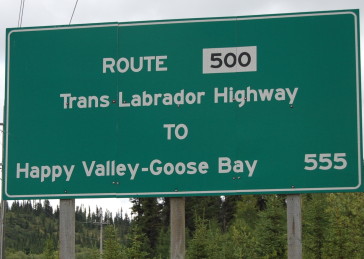 ROUTE 500
Trans Labrador Highway
TO
Happy Valley-Goose Bay 555